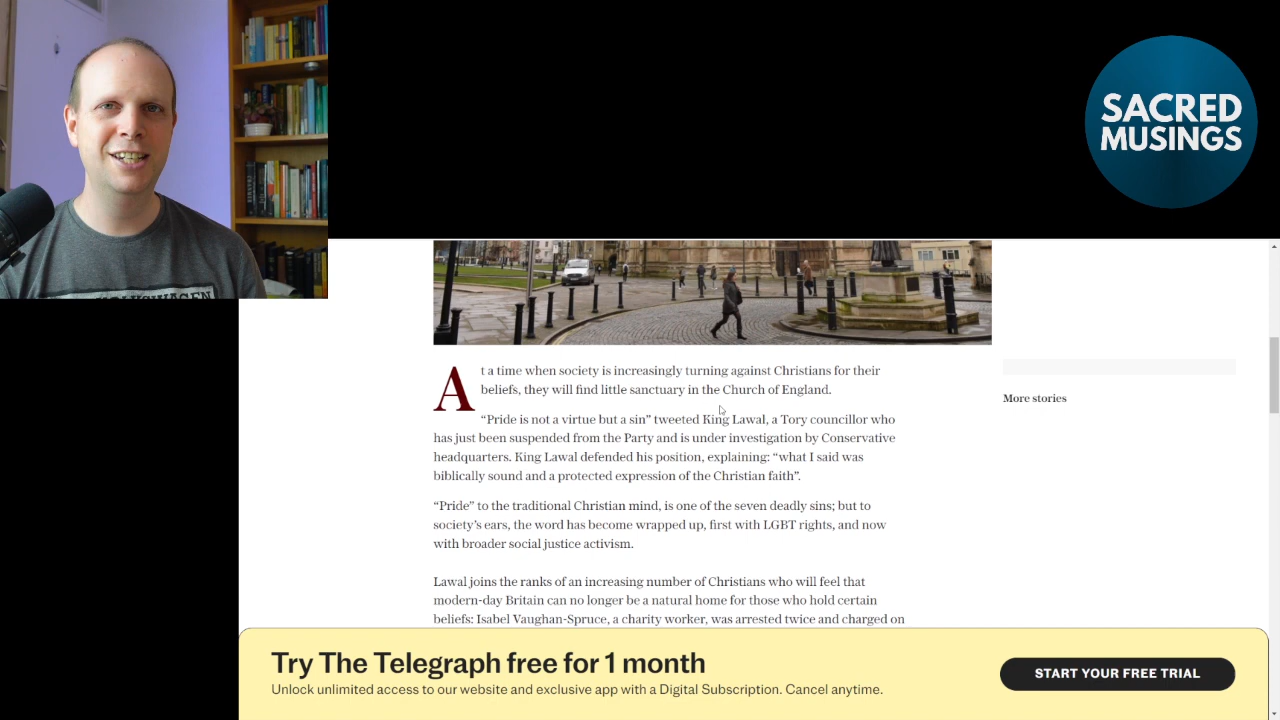 SACRED
MUSINGS
At a time when society is increasingly turning against Christians for their
beliefs, they will find little sanctuary in the Church of England.
“Pride is not a virtue but a sin” tweeted King Lawal, a Tory councillor who
has just been suspended from the Party and is under investigation by Conservative
headquarters. King Lawal defended his position, explaining: “what I said was
biblically sound and a protected expression of the Christian faith”.
“Pride” to the traditional Christian mind, is one of the seven deadly sins; but to
society’s ears, the word has become wrapped up, first with LGBT rights, and now
with broader social justice activism.
Lawal joins the ranks of an increasing number of Christians who will feel that
modern-day Britain can no longer be a natural home for those who hold certain
beliefs: Isabel Vaughan-Spruce, a charity worker, was arrested twice and charged on
More stories
Try The Telegraph free for 1 month
Unlock unlimited access to our website and exclusive app with a Digital Subscription. Cancel anytime.
START YOUR FREE TRIAL